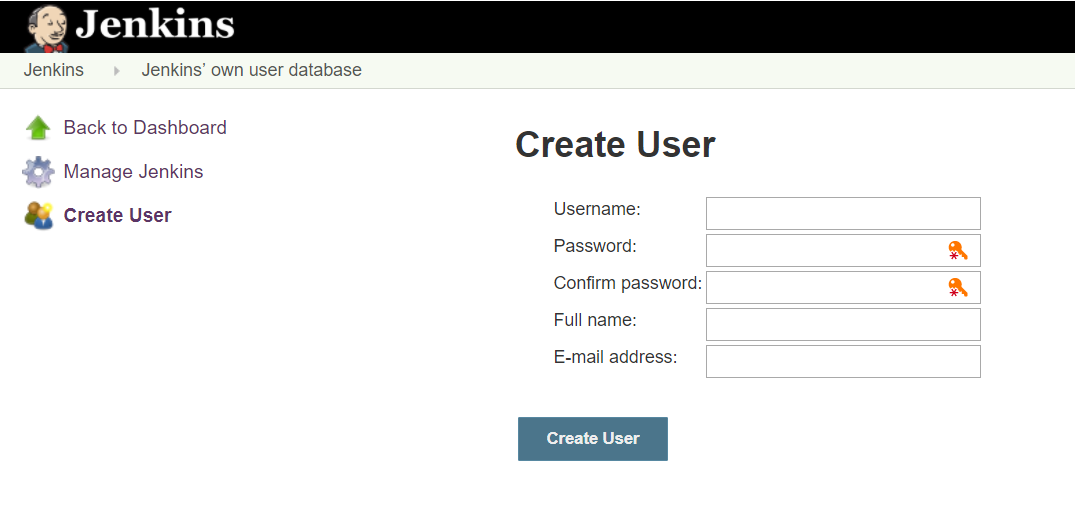 Jenkins
Jenkins Jenkins’ own user database
Back to Dashboard
Manage Jenkins
Create User
Create User
Username:
Password:
Confirm password:
Full name:
E-mail address:
Create User